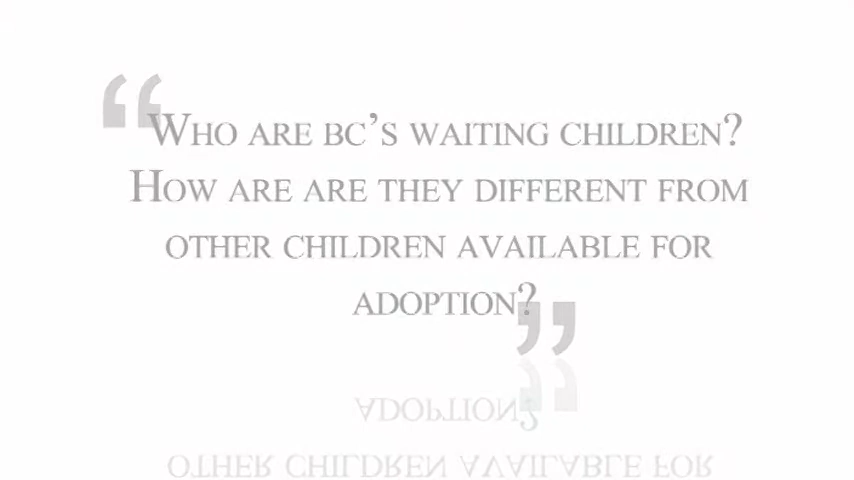 “Who are bc’s waiting children?
How are are they different from
other children available for
adoption?”